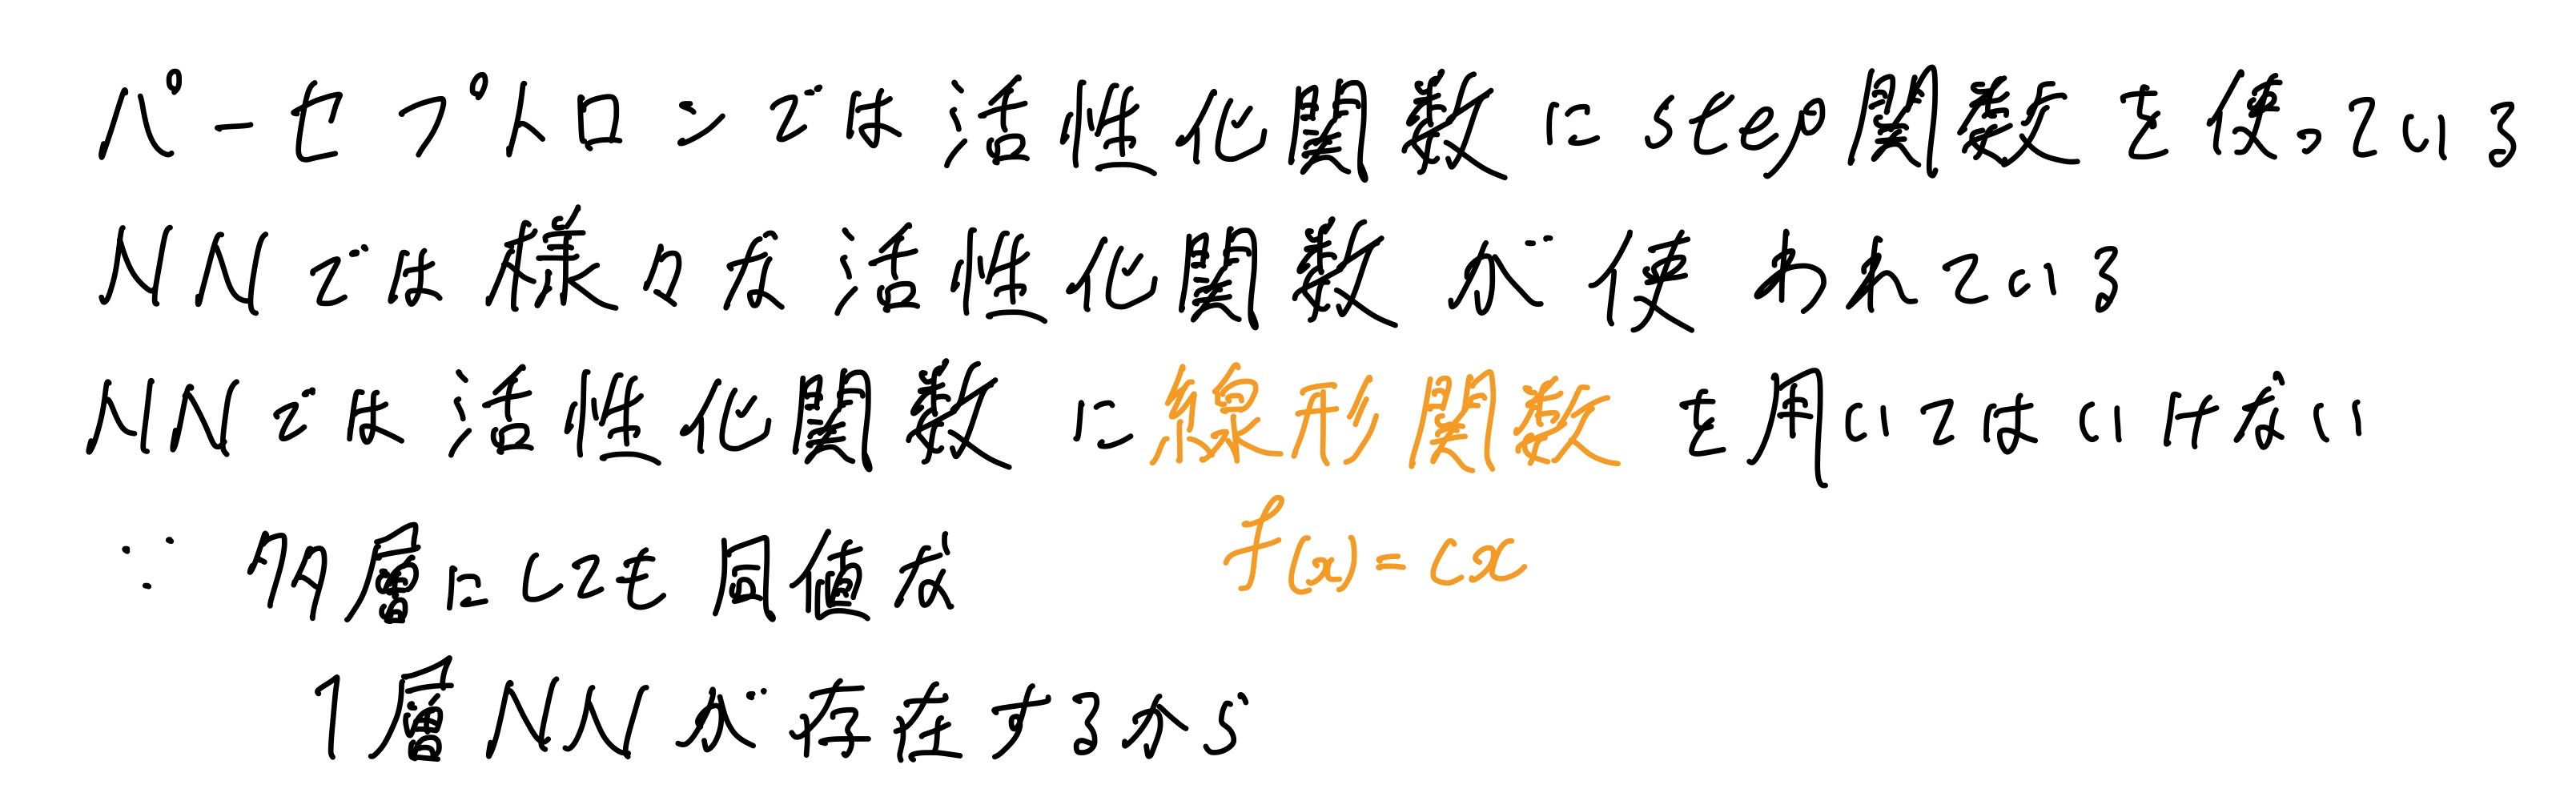 パーセプトロンでは活性化関数にstep関数を使っている
NNでは様々な活性化関数が使われている
NNでは活性化関数に線形関数を用いてはいけない
f(x)=cx
∵ 多層にしても同値な
1層NNが存在するから